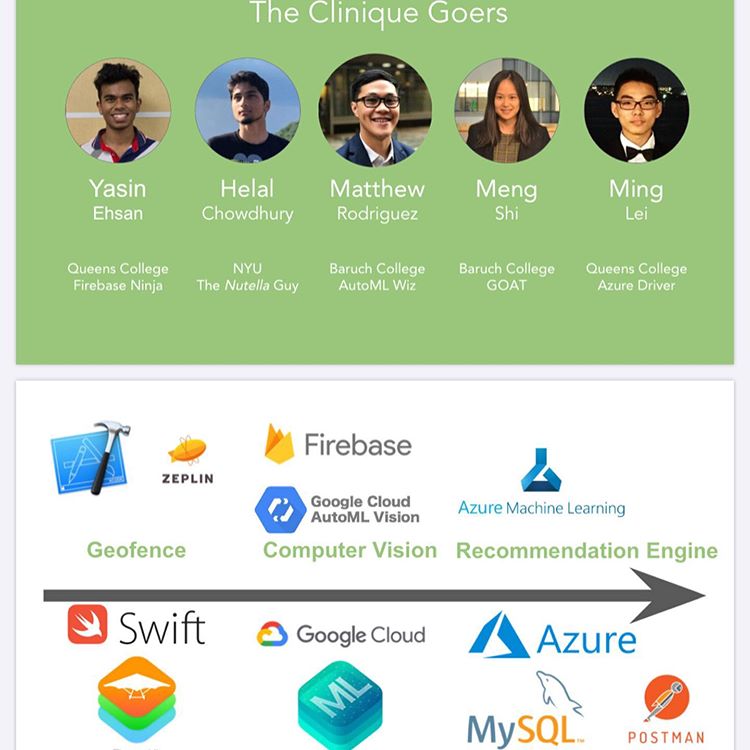 The Clinique Goers
Yasin Helal Matthew Meng Ming
Ehsan Chowdhury Rodriguez Shi Lei
Queens College NYU Baruch College Baruch College Queens College
Firebase Ninja The Nutella Guy AutoML Wiz GOAT Azure Driver
Firebase
ZEPLIN
Google Cloud
AutoML Vision
Azure Machine Learning
Geofence Computer Vision Recommendation Engine
Swift Google Cloud Azure
ML
MySQL™
POSTMAN